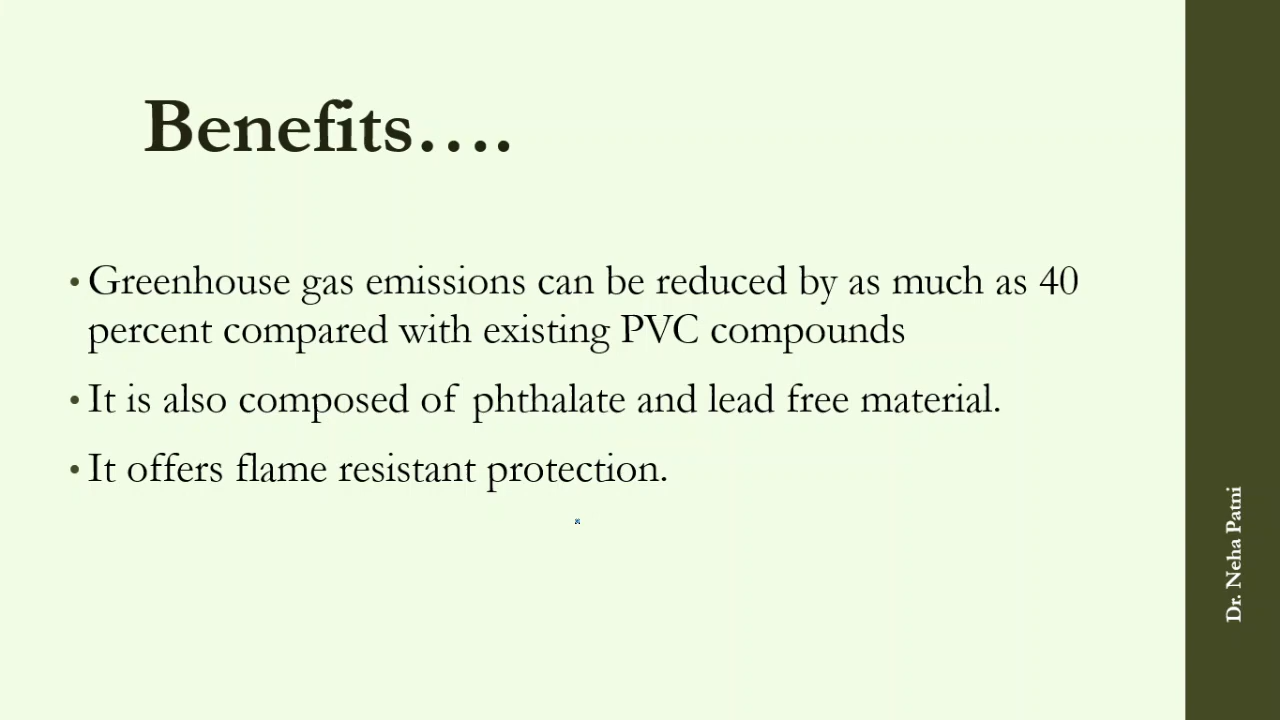 Benefits....
• Greenhouse gas emissions can be reduced by as much as 40
percent compared with existing PVC compounds
• It is also composed of phthalate and lead free material.
• It offers flame resistant protection.
Dr. Neha Patni